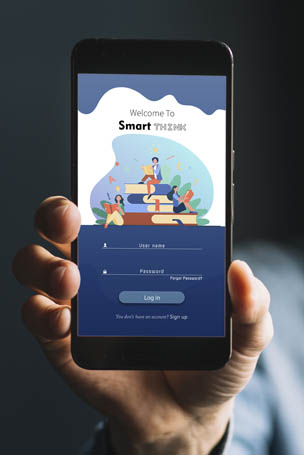 Welcome To
Smart THINK
User name
Password
Forgot Password?
Log in
You don't have an account? Sign up